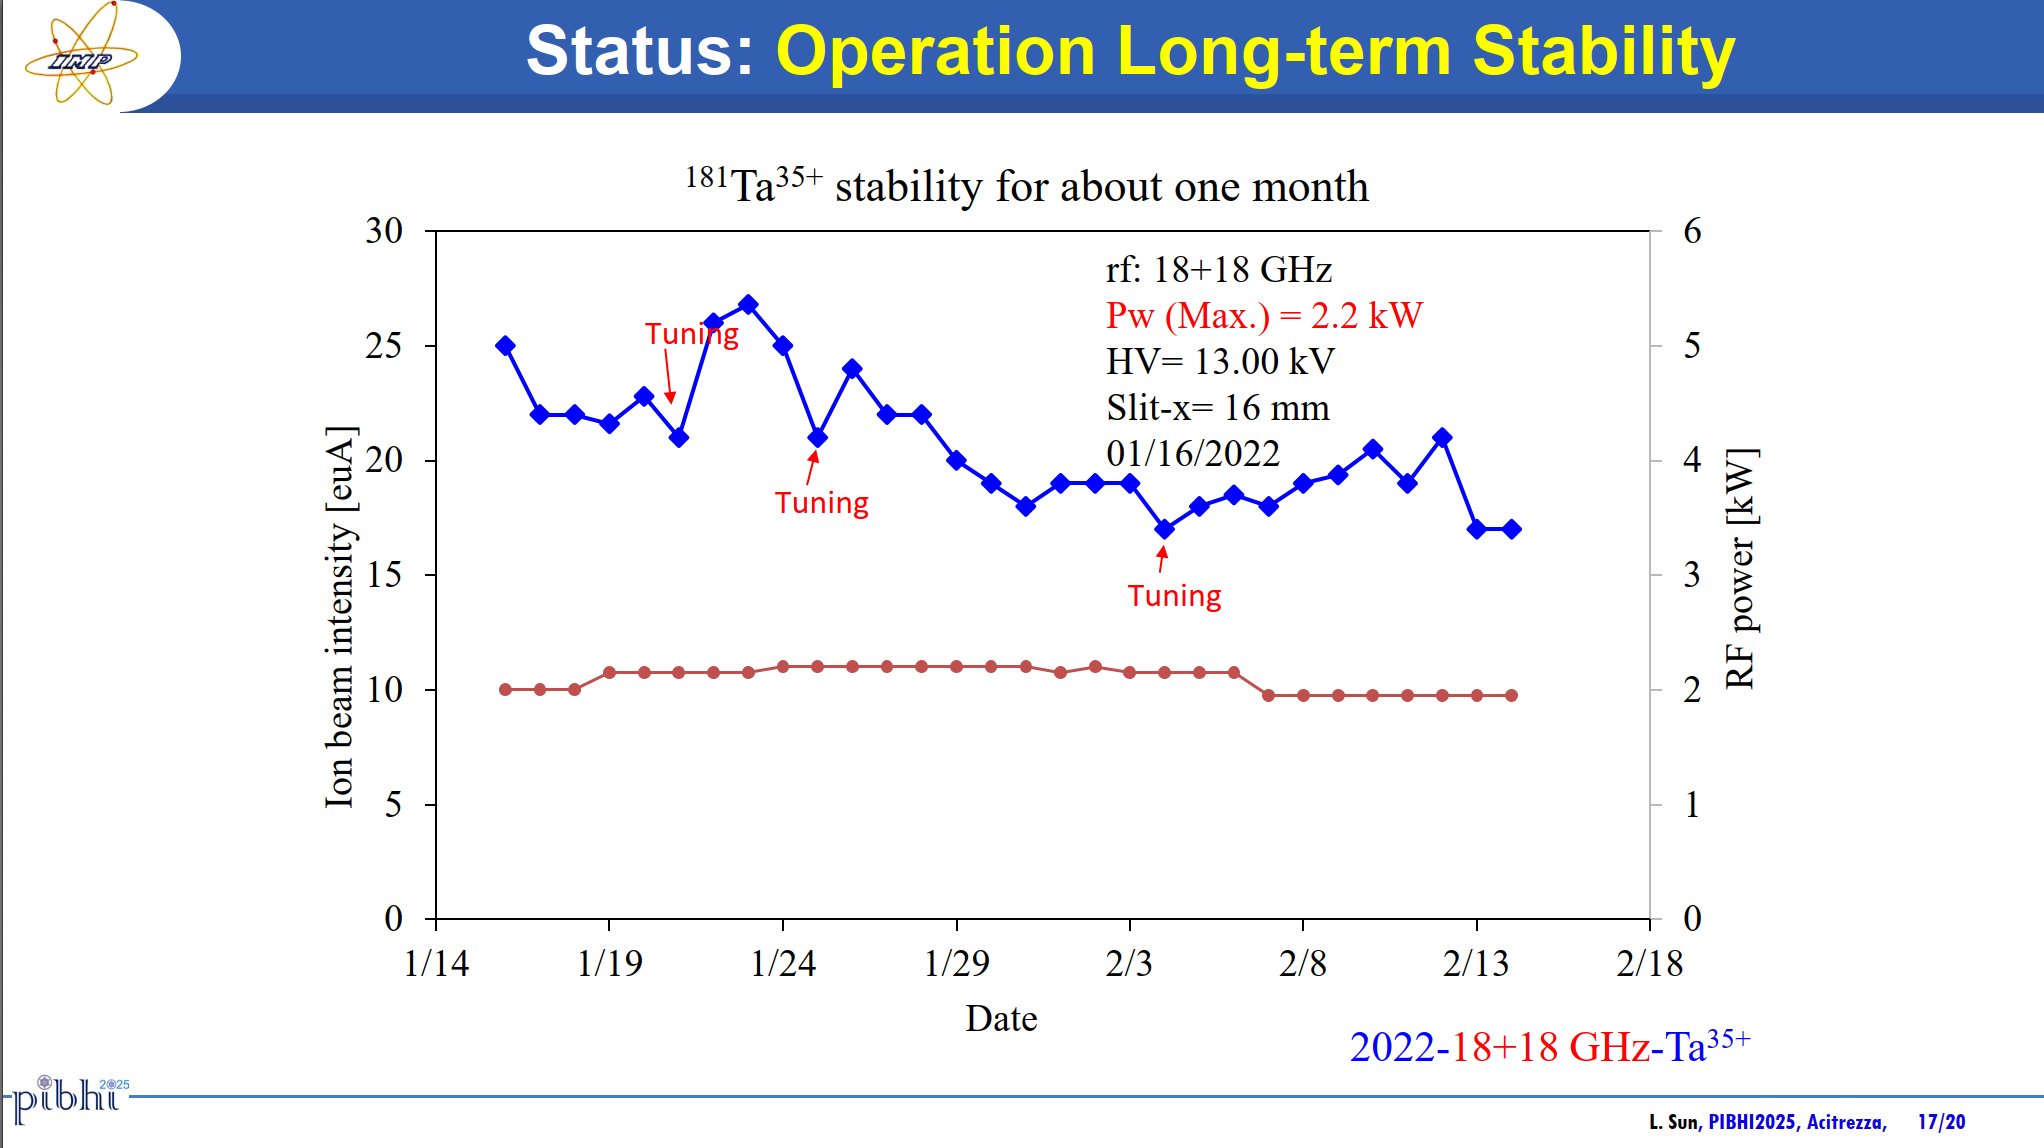 IMP
Status: Operation Long-term Stability
¹⁸¹Ta³⁵⁺ stability for about one month
30
25
20
15
10
5
0
Ion beam intensity [euA]
6
5
4
3
2
1
0
RF power [kW]
rf: 18+18 GHz
Pw (Max.) = 2.2 kW
HV= 13.00 kV
Slit-x= 16 mm
01/16/2022
Tuning
Tuning
Tuning
1/14 1/19 1/24 1/29 2/3 2/8 2/13 2/18
Date
2022-18+18 GHz-Ta³⁵⁺
pibhi 2025
L. Sun, PIBHI2025, Acitrezza, 17/20